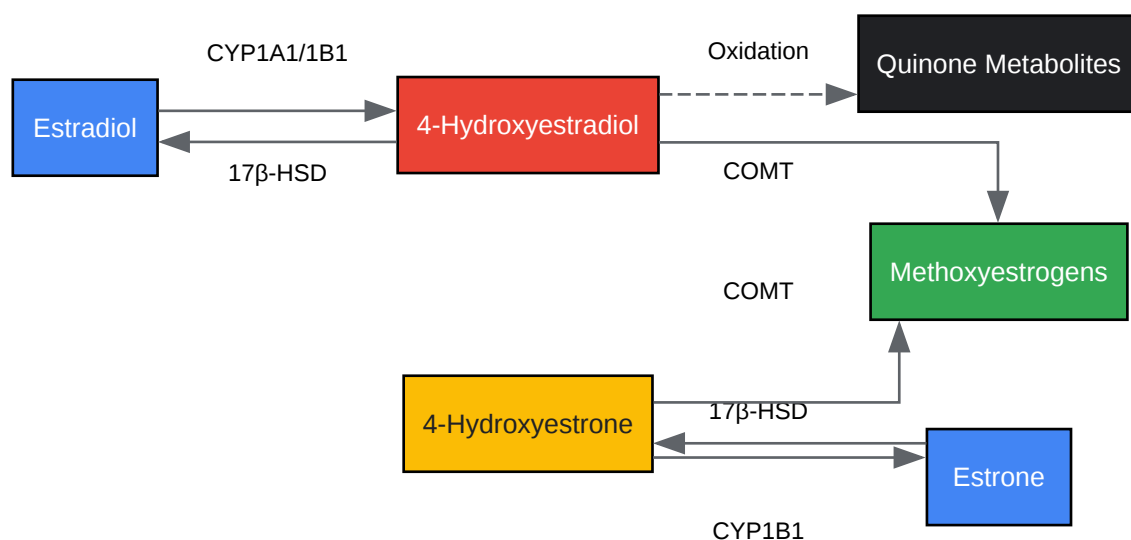 CYP1A1/1B1
Oxidation
Quinone Metabolites
Estradiol
4-Hydroxyestradiol
17β-HSD
COMT
Methoxyestrogens
COMT
4-Hydroxyestrone
17β-HSD
Estrone
CYP1B1